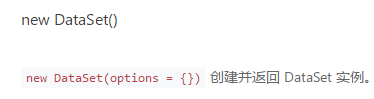 new DataSet()
new DataSet(options = {}) 创建并返回 DataSet 实例。